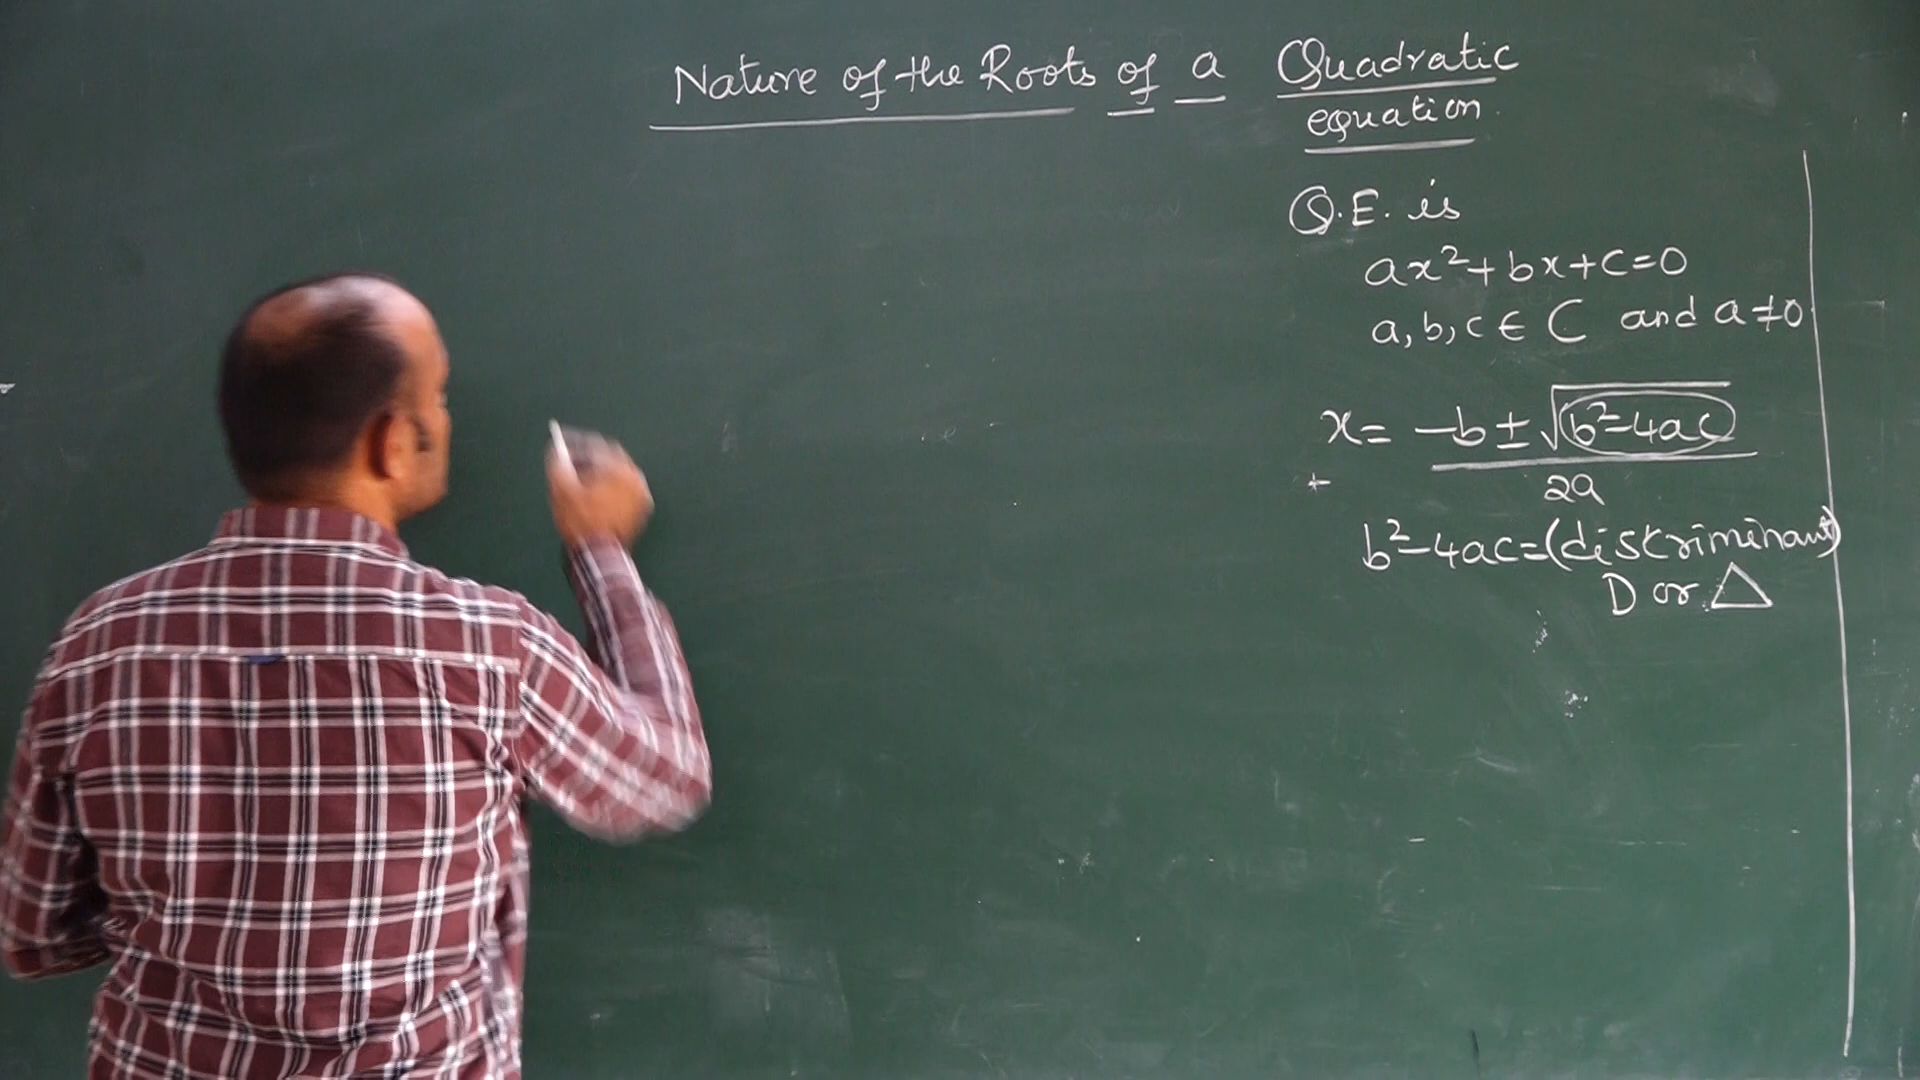 Nature of the Roots of a Quadratic
equation
Q.E. is
ax²+bx+c=0
a, b, c ∈ C and a≠0
x = -b ± √(b²-4ac)
2a
b²-4ac=(diskriminant)
D or △